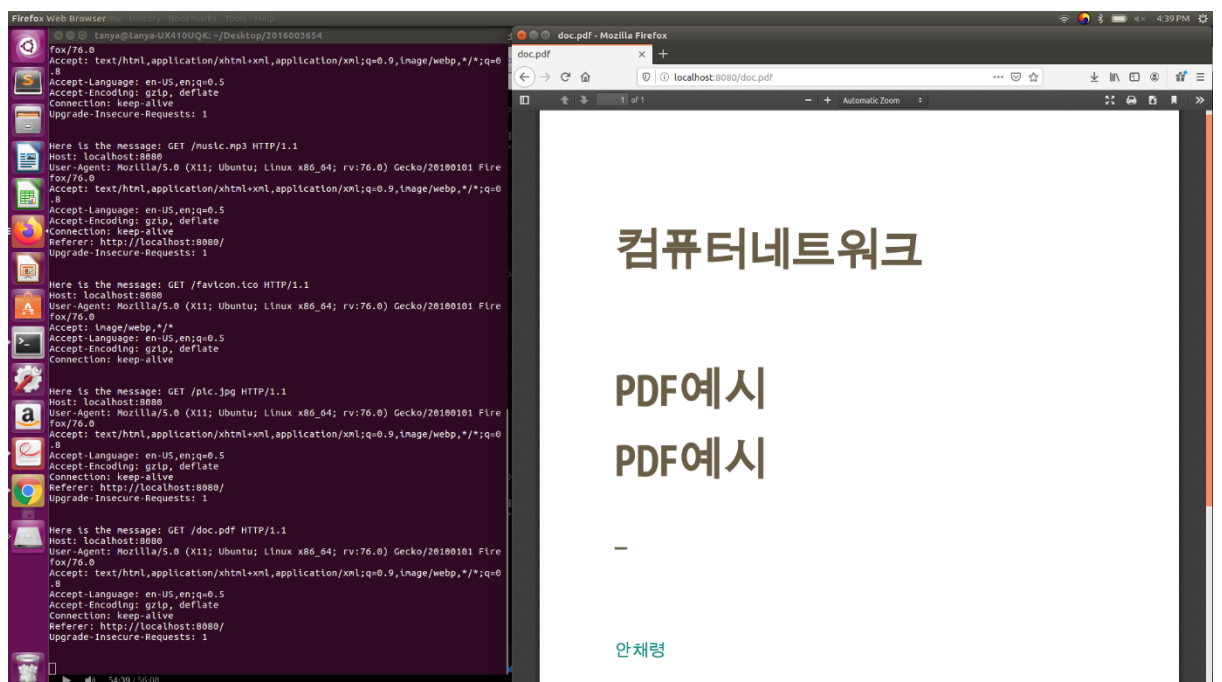 Firefox Web Browser
History Bookmarks Tools Help
4:39 PM
tanya@tanya-UX410UQK: ~/Desktop/2016003654
fox/76.0
Accept: text/html,application/xhtml+xml,application/xml;q=0.9,image/webp,*/*;q=0
.8
Accept-Language: en-US,en;q=0.5
Accept-Encoding: gzip, deflate
Connection: keep-alive
Upgrade-Insecure-Requests: 1
Here is the message: GET /music.mp3 HTTP/1.1
Host: localhost:8080
User-Agent: Mozilla/5.0 (X11; Ubuntu; Linux x86_64; rv:76.0) Gecko/20100101 Fire
fox/76.0
Accept: text/html,application/xhtml+xml,application/xml;q=0.9,image/webp,*/*;q=0
.8
Accept-Language: en-US,en;q=0.5
Accept-Encoding: gzip, deflate
Connection: keep-alive
Referer: http://localhost:8080/
Upgrade-Insecure-Requests: 1
Here is the message: GET /favicon.ico HTTP/1.1
Host: localhost:8080
User-Agent: Mozilla/5.0 (X11; Ubuntu; Linux x86_64; rv:76.0) Gecko/20100101 Fire
fox/76.0
Accept: image/webp,*/*
Accept-Language: en-US,en;q=0.5
Accept-Encoding: gzip, deflate
Connection: keep-alive
Here is the message: GET /pic.jpg HTTP/1.1
Host: localhost:8080
User-Agent: Mozilla/5.0 (X11; Ubuntu; Linux x86_64; rv:76.0) Gecko/20100101 Fire
fox/76.0
Accept: text/html,application/xhtml+xml,application/xml;q=0.9,image/webp,*/*;q=0
.8
Accept-Language: en-US,en;q=0.5
Accept-Encoding: gzip, deflate
Connection: keep-alive
Referer: http://localhost:8080/
Upgrade-Insecure-Requests: 1
Here is the message: GET /doc.pdf HTTP/1.1
Host: localhost:8080
User-Agent: Mozilla/5.0 (X11; Ubuntu; Linux x86_64; rv:76.0) Gecko/20100101 Fire
fox/76.0
Accept: text/html,application/xhtml+xml,application/xml;q=0.9,image/webp,*/*;q=0
.8
Accept-Language: en-US,en;q=0.5
Accept-Encoding: gzip, deflate
Connection: keep-alive
Referer: http://localhost:8080/
Upgrade-Insecure-Requests: 1
54:39 / 56:08
doc.pdf - Mozilla Firefox
doc.pdf
localhost:8080/doc.pdf
1 of 1
Automatic Zoom
컴퓨터네트워크
PDF예시
PDF예시
–
안채령